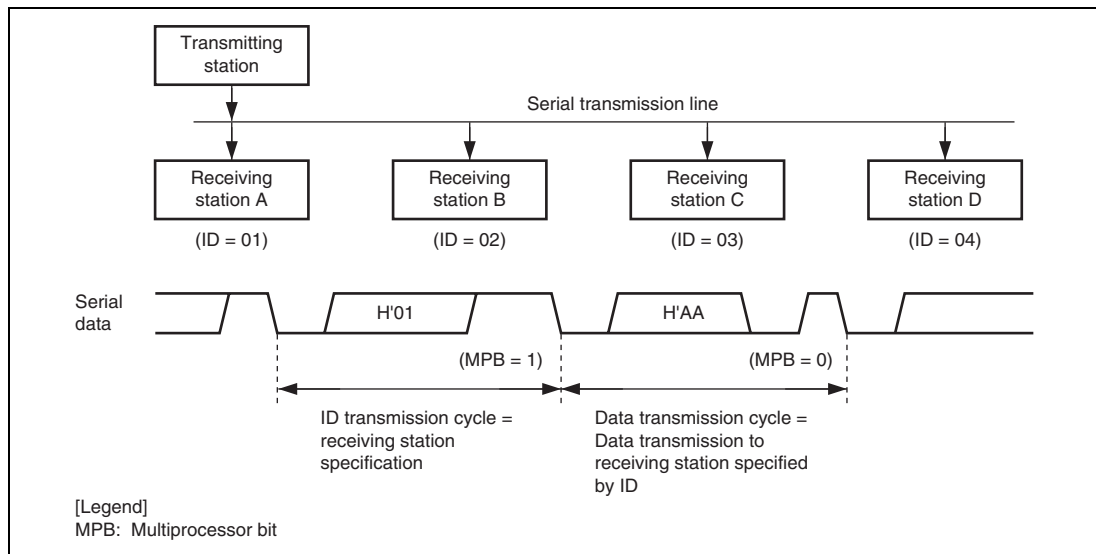 Transmitting
station
Serial transmission line
Receiving
station A
Receiving
station B
Receiving
station C
Receiving
station D
(ID = 01)
(ID = 02)
(ID = 03)
(ID = 04)
Serial
data
H'01
H'AA
(MPB = 1)
(MPB = 0)
ID transmission cycle =
receiving station
specification
Data transmission cycle =
Data transmission to
receiving station specified
by ID
[Legend]
MPB: Multiprocessor bit